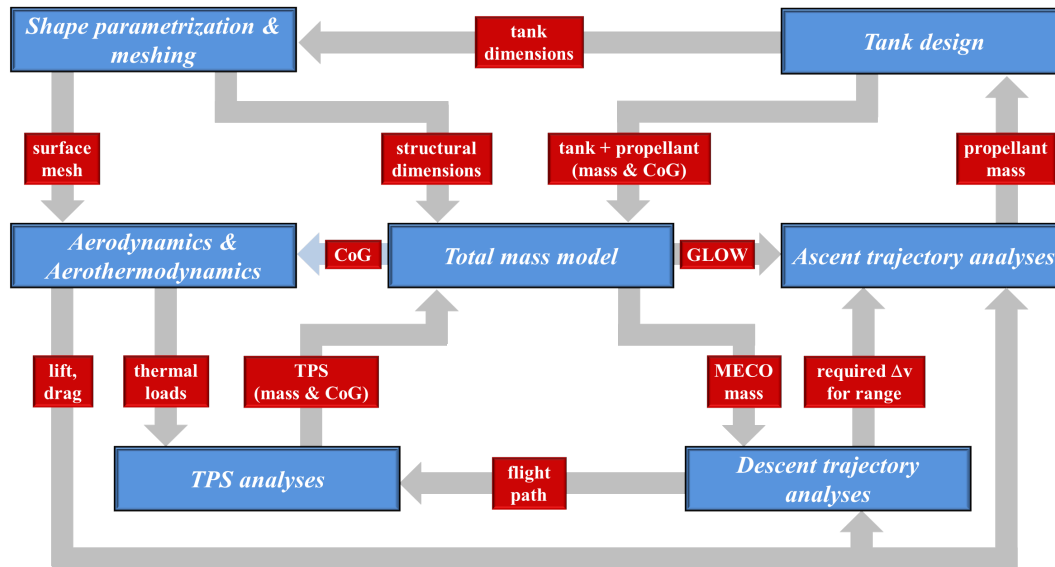 Shape parametrization &
meshing
tank
dimensions
Tank design
surface
mesh
structural
dimensions
tank + propellant
(mass & CoG)
propellant
mass
Aerodynamics &
Aerothermodynamics
CoG
Total mass model
GLOW
Ascent trajectory analyses
lift,
drag
thermal
loads
TPS
(mass & CoG)
MECO
mass
required Δv
for range
TPS analyses
flight
path
Descent trajectory
analyses